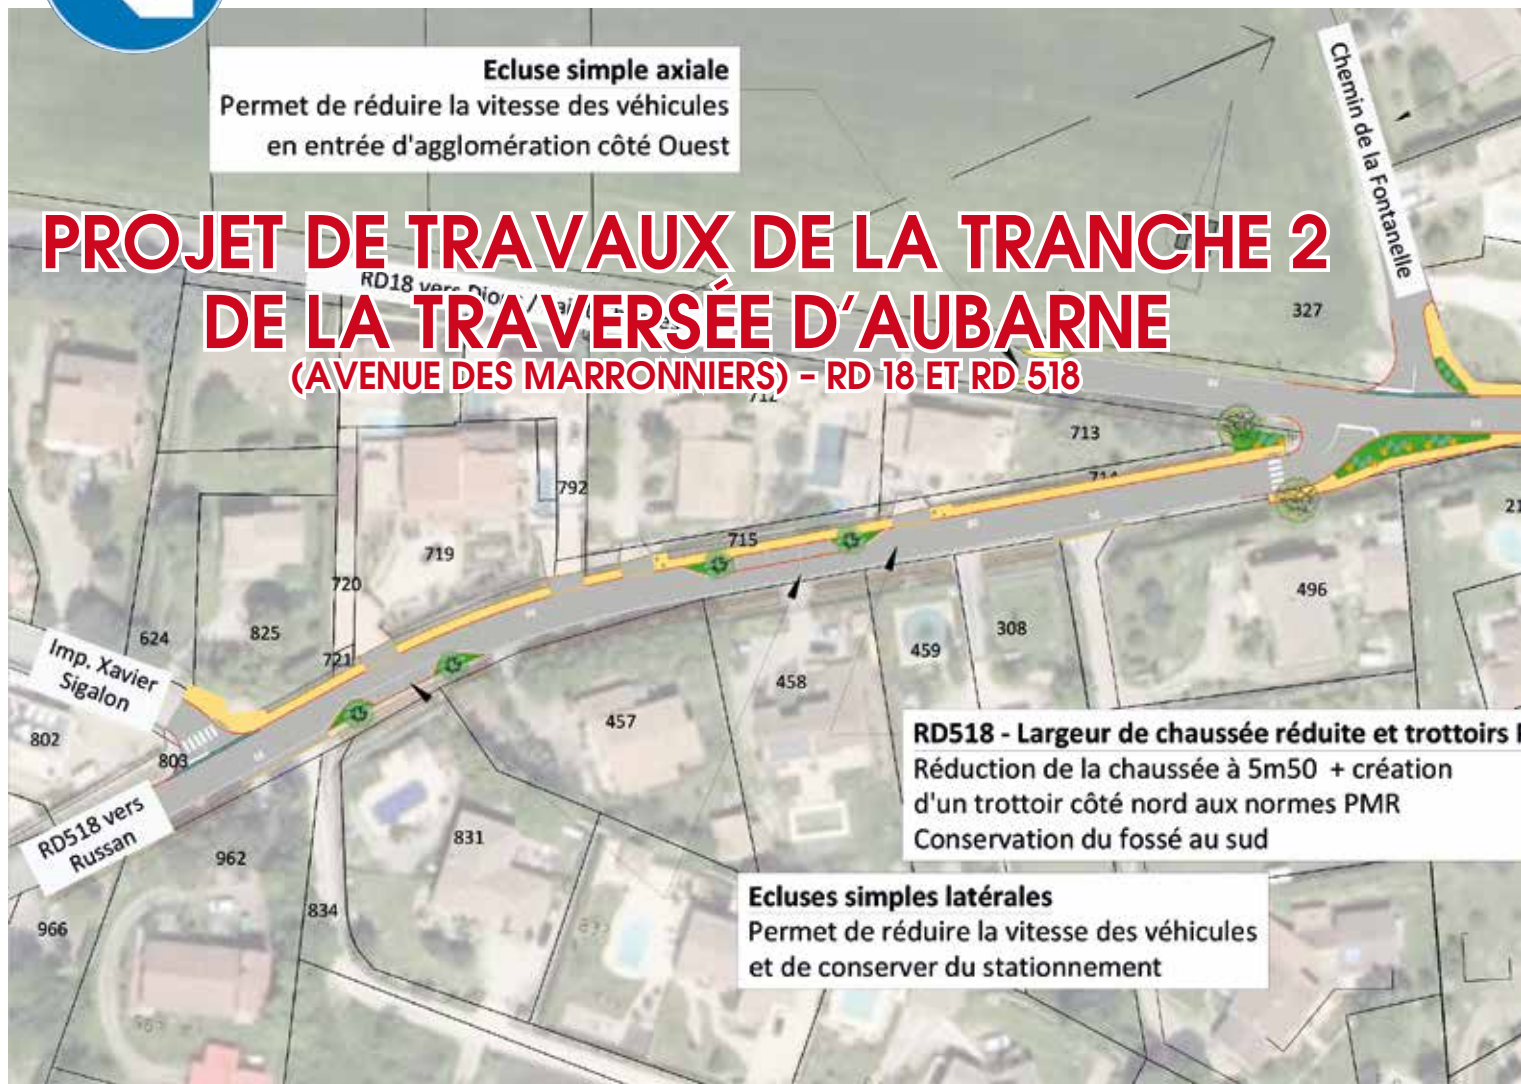 Ecluse simple axiale
Permet de réduire la vitesse des véhicules
en entrée d'agglomération côté Ouest
Chemin de la Fontanelle
PROJET DE TRAVAUX DE LA TRANCHE 2
RD18 vers
DE LA TRAVERSÉE D'AUBARNE
(AVENUE DES MARRONNIERS) - RD 18 ET RD 518
327
712
713
714
792
715
719
720
721
624
825
496
308
459
458
457
Imp. Xavier
Sigalon
802
803
RD518 vers
Russan
RD518 - Largeur de chaussée réduite et trottoirs
Réduction de la chaussée à 5m50 + création
d'un trottoir côté nord aux normes PMR
Conservation du fossé au sud
962
831
834
966
Ecluses simples latérales
Permet de réduire la vitesse des véhicules
et de conserver du stationnement